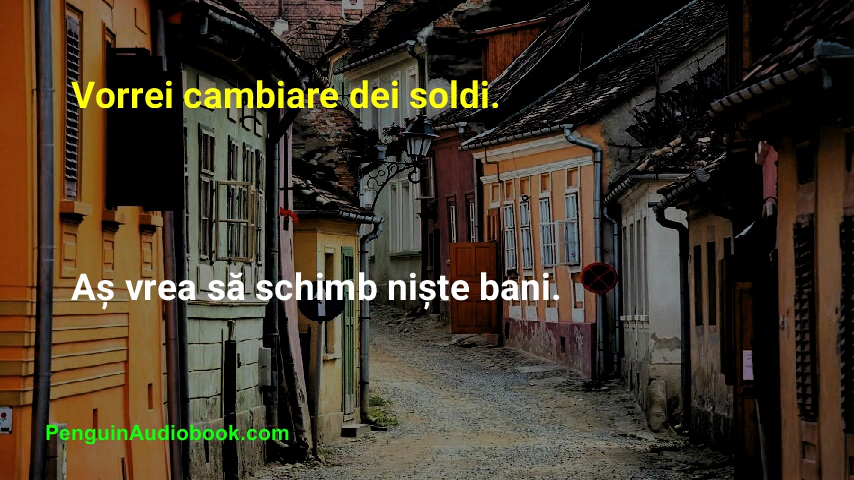 Vorrei cambiare dei soldi.
Aș vrea să schimb niște bani.
PenguinAudiobook.com